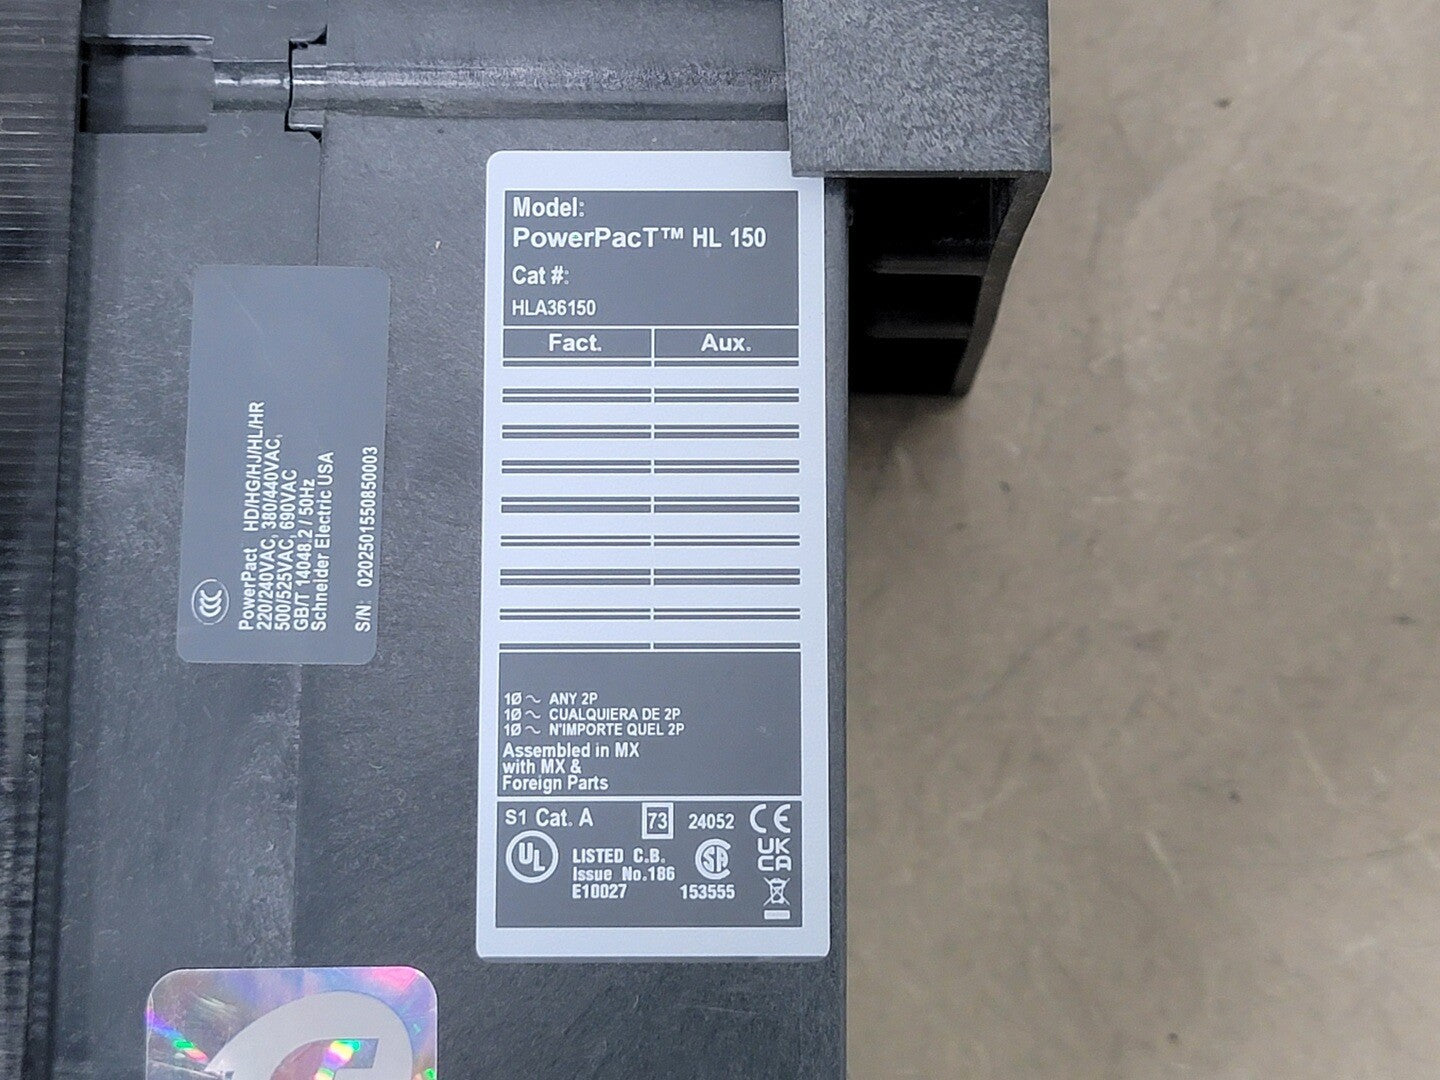 Model:
PowerPacT™ HL 150
Cat #:
HLA36150
Fact. Aux.
1Ø ~ ANY 2P
1Ø ~ CUALQUIERA DE 2P
1Ø ~ N'IMPORTE QUEL 2P
Assembled in MX
with MX &
Foreign Parts
S1 Cat. A 73 24052 CE
UL LISTED C.B. SA UK
CA
Issue No.186
E10027 153555
CCC
PowerPact HD/HG/HJ/HL/HR
220/240VAC, 380/440VAC,
500/525VAC, 690VAC
GB/T 14048.2 / 50Hz
Schneider Electric USA
S/N: 0202501550850003